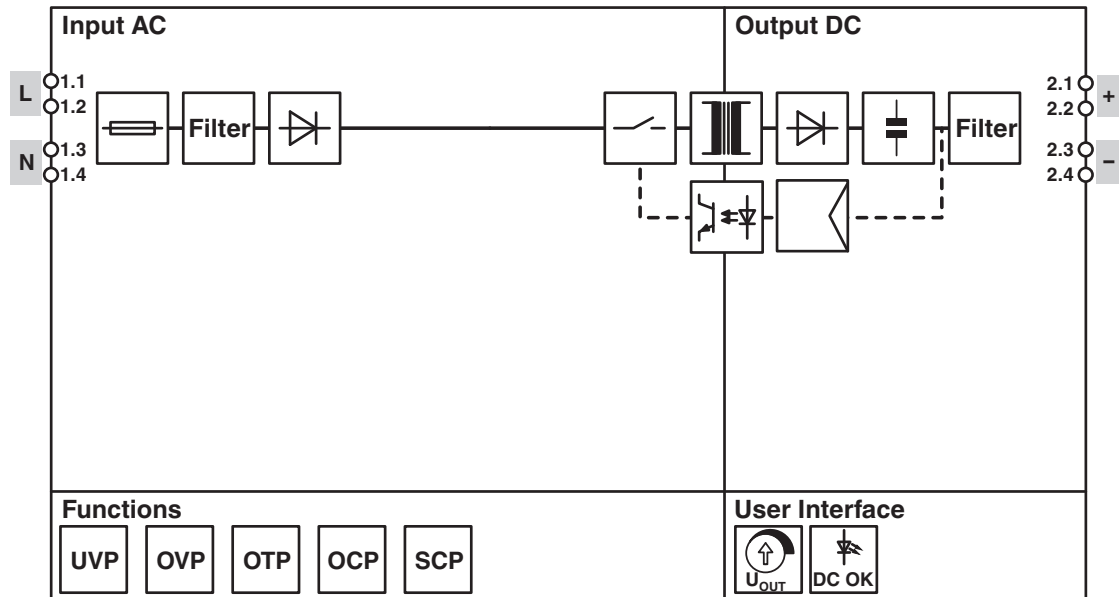 Input AC
Output DC
L
1.1
1.2
N
1.3
1.4
Filter
Filter
2.1
2.2
+
2.3
2.4
−
Functions
UVP
OVP
OTP
OCP
SCP
User Interface
UOUT
DC OK